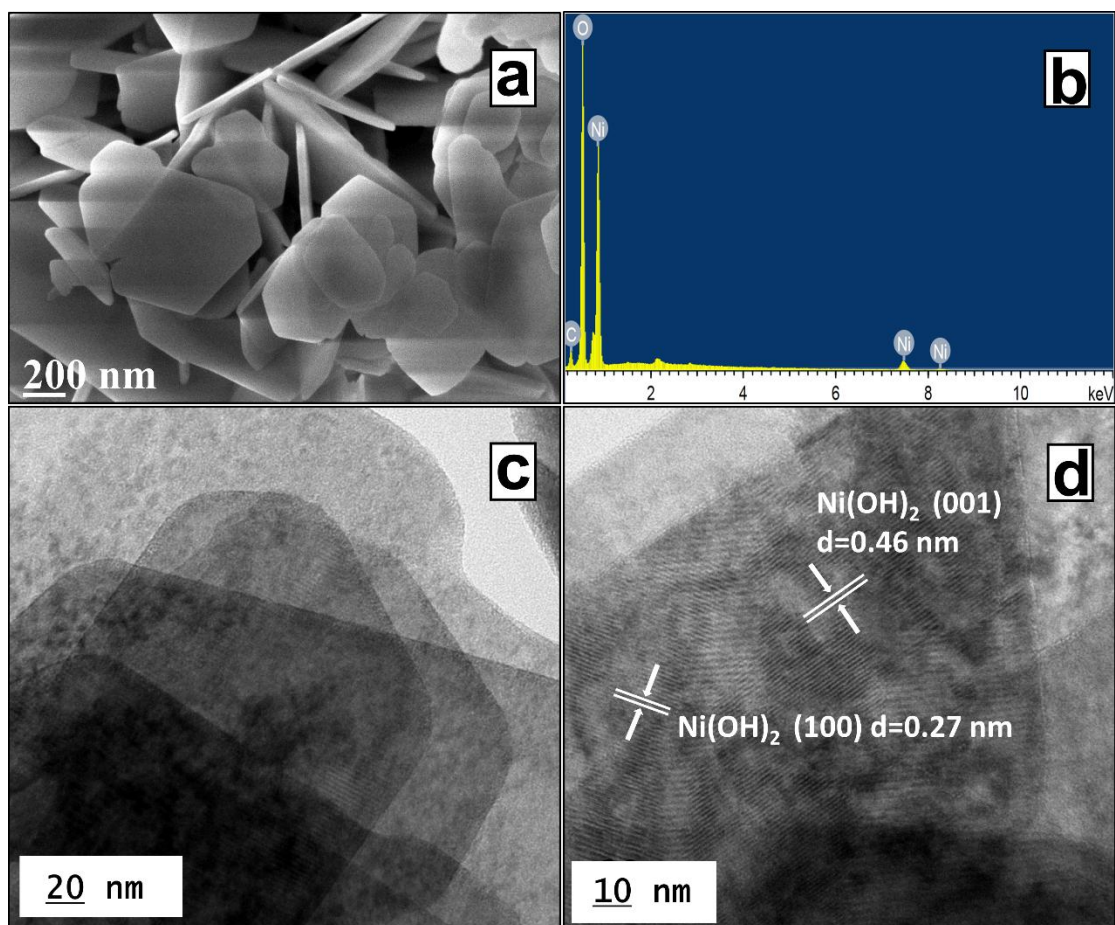 a
200 nm
b
O
Ni
C
Ni
Ni
2 4 6 8 10 keV
c
20 nm
d
Ni(OH)₂ (001)
d=0.46 nm
Ni(OH)₂ (100) d=0.27 nm
10 nm